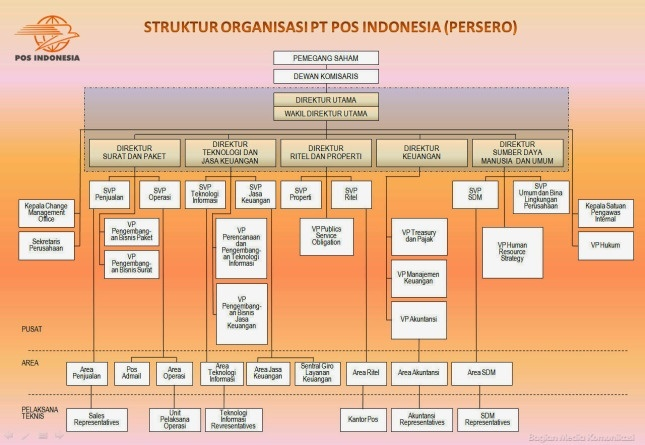 STRUKTUR ORGANISASI PT POS INDONESIA (PERSERO)
POS INDONESIA
PEMEGANG SAHAM
DEWAN KOMISARIS
DIREKTUR UTAMA
WAKIL DIREKTUR UTAMA
DIREKTUR
SURAT DAN PAKET
DIREKTUR
TEKNOLOGI DAN
JASA KEUANGAN
DIREKTUR
RITEL DAN PROPERTI
DIREKTUR
KEUANGAN
DIREKTUR
SUMBER DAYA
MANUSIA DAN UMUM
SVP
Penjualan
SVP
Operasi
SVP
Teknologi
Informasi
SVP
Jasa
Keuangan
SVP
Properti
SVP
Ritel
SVP
SDM
SVP
Umum dan Bina
Lingkungan
Perusahaan
Kepala Change
Management
Office
Sekretaris
Perusahaan
VP
Pengembang-
an Bisnis Paket
VP
Pengembang-
an Bisnis Surat
VP
Perencanaan
dan
Pengembang-
an Teknologi
Informasi
VP
Pengembang-
an Bisnis
Jasa
Keuangan
VP Publics
Service
Obligation
VP Treasury
dan Pajak
VP
Manajemen
Keuangan
VP
Akuntansi
VP Human
Resource
Strategy
Kepala Satuan
Pengawas
Internal
VP Hukum
PUSAT
AREA
Area
Penjualan
Pos
Admail
Area
Operasi
Area
Teknologi
Informasi
Area Jasa
Keuangan
Sentral Giro
Layanan
Keuangan
Area Ritel
Area Akuntansi
Area SDM
PELAKSANA
TEKNIS
Sales
Representatives
Unit
Pelaksana
Operasi
Teknologi
Informasi
Revresentatives
Kantor Pos
Akuntansi
Representatives
SDM
Representatives
Bagian Media Komunikasi